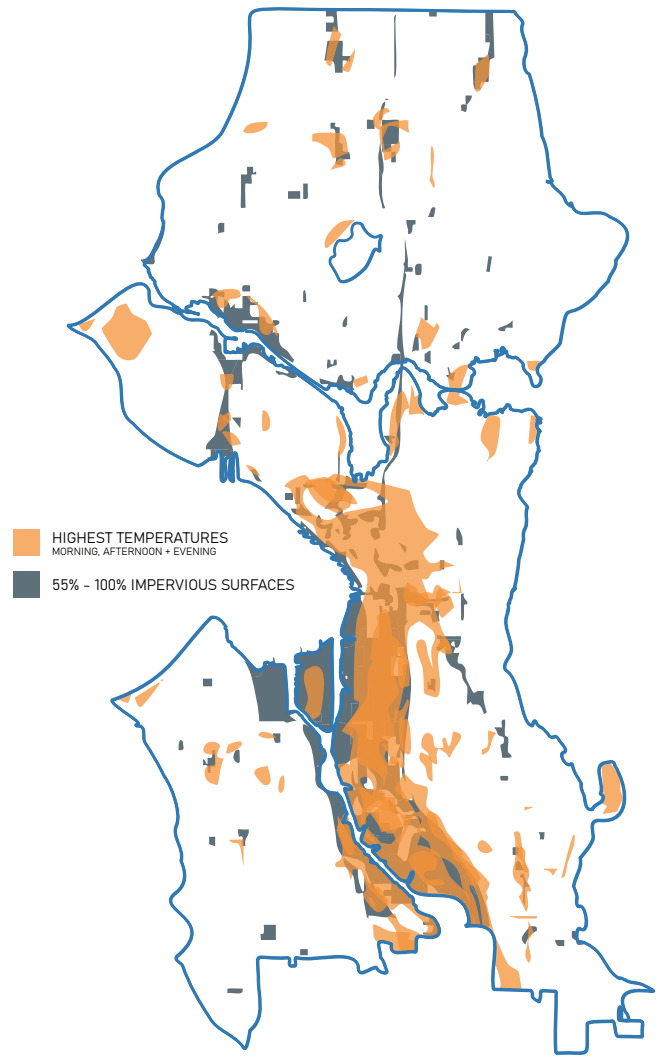 HIGHEST TEMPERATURES
MORNING, AFTERNOON + EVENING
55% - 100% IMPERVIOUS SURFACES